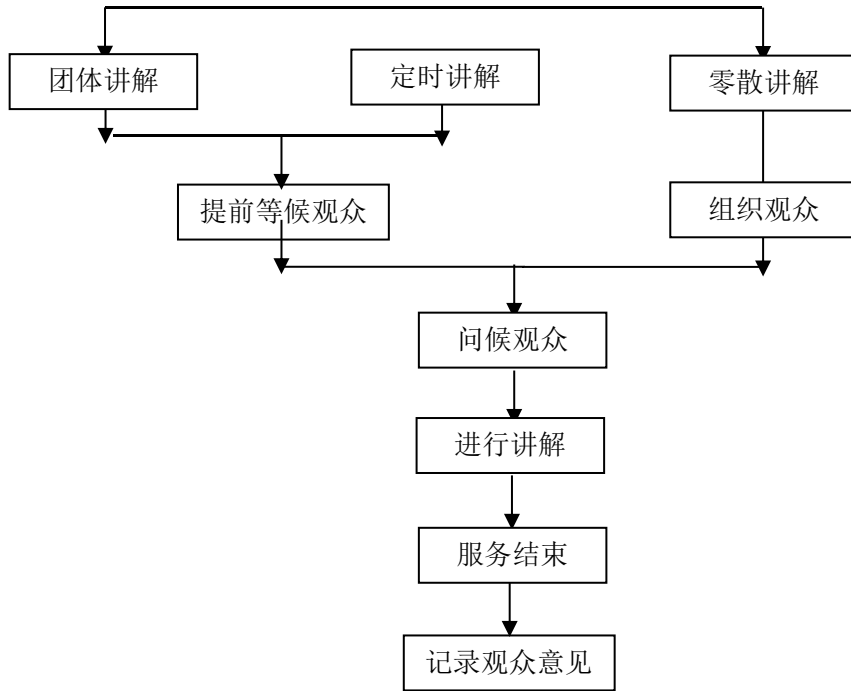 团体讲解
定时讲解
零散讲解
提前等候观众
组织观众
问候观众
进行讲解
服务结束
记录观众意见